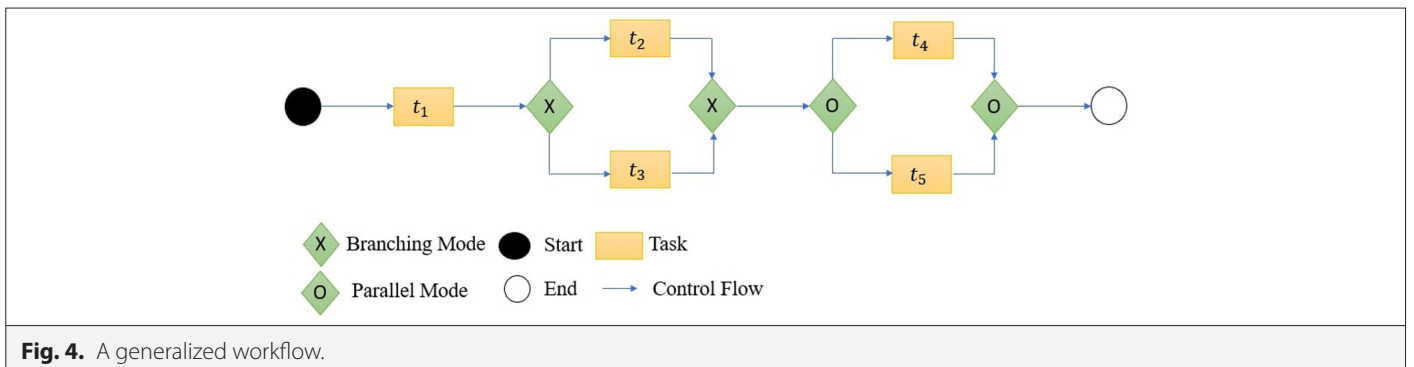 t₂
t₄
t₁
X
X
O
O
t₃
t₅
X Branching Mode Start Task
O Parallel Mode End Control Flow
Fig. 4. A generalized workflow.